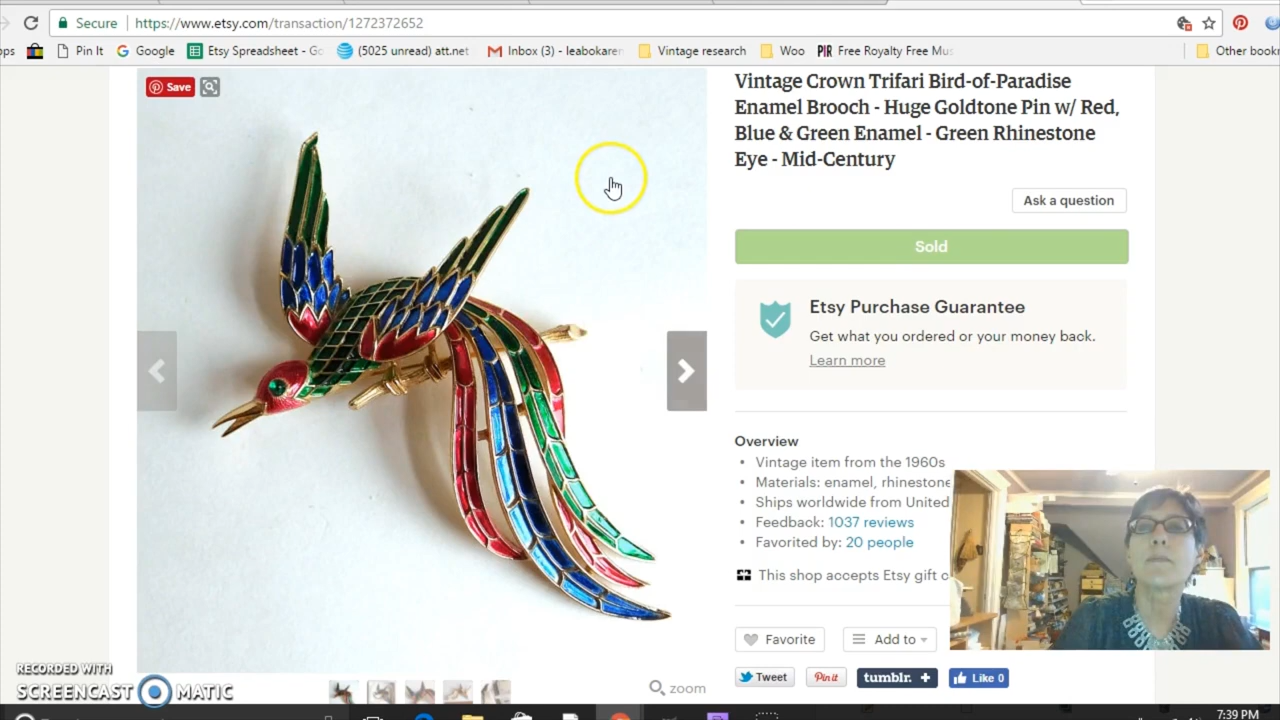 Secure https://www.etsy.com/transaction/1272372652
Pin It Google Etsy Spreadsheet - Go (5025 unread) att.net Inbox (3) - leabokaren Vintage research Woo PIR Free Royalty Free Mus Other book
Save
Vintage Crown Trifari Bird-of-Paradise
Enamel Brooch - Huge Goldtone Pin w/ Red,
Blue & Green Enamel - Green Rhinestone
Eye - Mid-Century
Ask a question
Sold
Etsy Purchase Guarantee
Get what you ordered or your money back.
Learn more
Overview
• Vintage item from the 1960s
• Materials: enamel, rhinestone
• Ships worldwide from United
• Feedback: 1037 reviews
• Favorited by: 20 people
This shop accepts Etsy gift c
Favorite Add to
Tweet Pin it tumblr. + Like 0
zoom
RECORDED WITH
SCREENCAST MATIC
7:39 PM